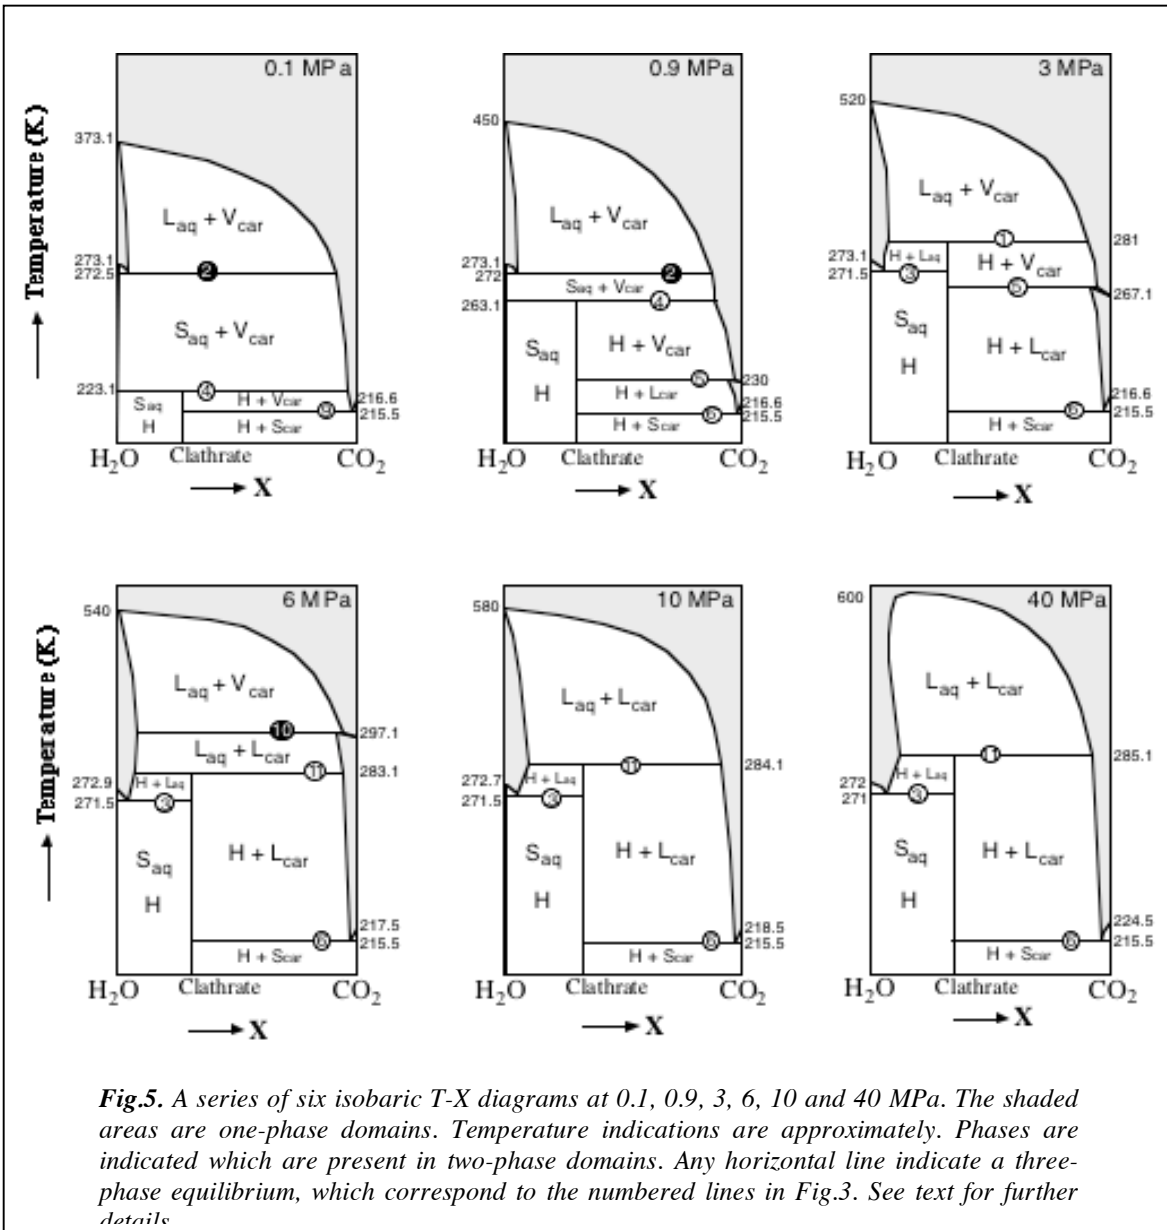 Temperature (K)
0.1 MPa
373.1
Laq + Vcar
273.1
272.5
2
Saq + Vcar
223.1
4
Saq
H
H + Vcar
9
H + Scar
216.6
215.5
H2O
Clathrate
CO2
X
0.9 MPa
450
Laq + Vcar
273.1
272
2
Saq + Vcar
263.1
4
Saq
H
H + Vcar
5
230
H + Lcar
216.6
215.5
6
H + Scar
H2O
Clathrate
CO2
X
3 MPa
520
Laq + Vcar
1
281
273.1
271.5
H + Laq
3
H + Vcar
5
267.1
Saq
H
H + Lcar
216.6
215.5
6
H + Scar
H2O
Clathrate
CO2
X
Temperature (K)
6 MPa
540
Laq + Vcar
10
297.1
Laq + Lcar
11
283.1
272.9
271.5
H + Laq
3
Saq
H
H + Lcar
217.5
215.5
6
H + Scar
H2O
Clathrate
CO2
X
10 MPa
580
Laq + Lcar
11
284.1
272.7
271.5
H + Laq
3
Saq
H
H + Lcar
218.5
215.5
6
H + Scar
H2O
Clathrate
CO2
X
40 MPa
600
Laq + Lcar
11
285.1
272
271
H + Laq
3
Saq
H
H + Lcar
224.5
215.5
6
H + Scar
H2O
Clathrate
CO2
X
Fig.5. A series of six isobaric T-X diagrams at 0.1, 0.9, 3, 6, 10 and 40 MPa. The shaded
areas are one-phase domains. Temperature indications are approximately. Phases are
indicated which are present in two-phase domains. Any horizontal line indicate a three-
phase equilibrium, which correspond to the numbered lines in Fig.3. See text for further
details